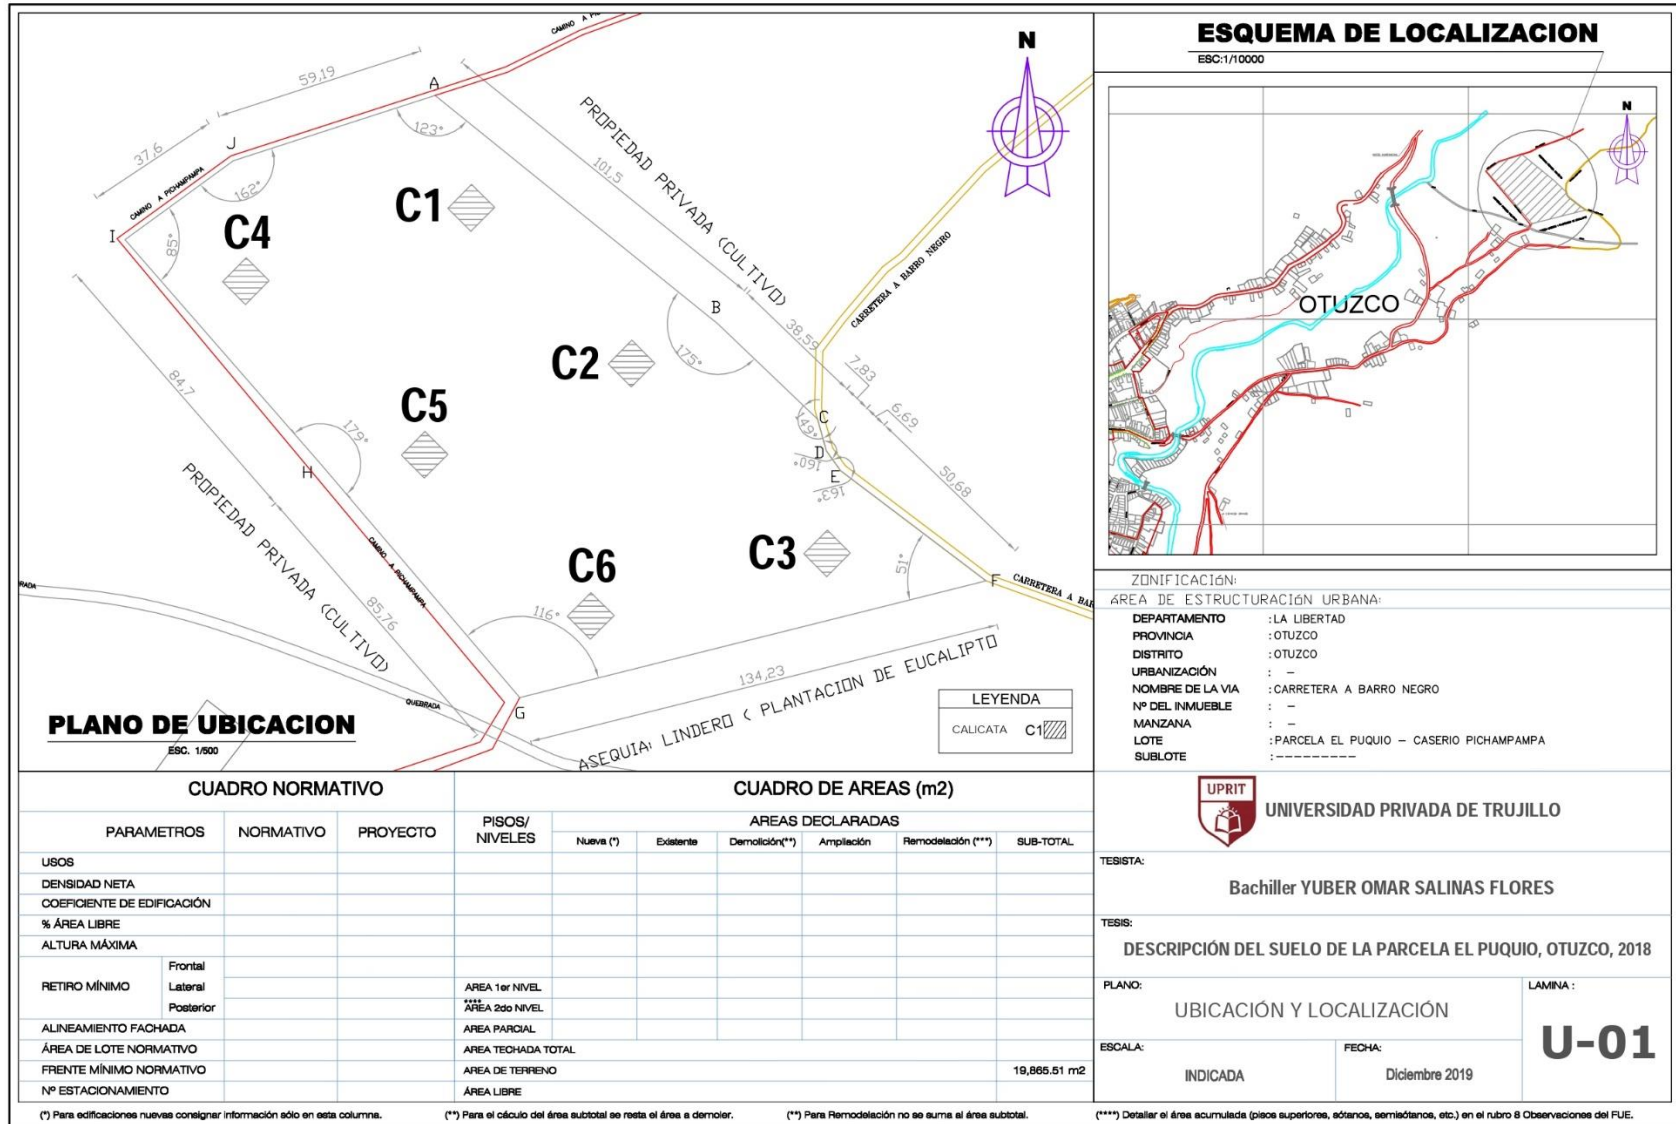 CAMINO A PICHAMPAMPA
59,19
A
37,6
J
123°
162°
CAMINO A
I
85°
C4
C1
PROPIEDAD PRIVADA (CULTIVO)
101,5
B
175°
C2
38,59
7,83
6,69
50,68
CARRETERA A BARRO NEGRO
C
149°
D
160°
E
163°
N
84,7
C5
179°
H
PROPIEDAD PRIVADA (CULTIVO)
85,76
CAMINO A PICHAMPAMPA
C6
C3
51°
F
CARRETERA A BAR
116°
134,23
G
ASEQUIA: LINDERO ( PLANTACION DE EUCALIPTO
QUEBRADA
RADA
PLANO DE UBICACION
ESC. 1/500
LEYENDA
CALICATA C1
ESQUEMA DE LOCALIZACION
ESC:1/10000
N
OTUZCO
ZONIFICACIóN:
AREA DE ESTRUCTURACIóN URBANA:
DEPARTAMENTO : LA LIBERTAD
PROVINCIA : OTUZCO
DISTRITO : OTUZCO
URBANIZACIÓN : –
NOMBRE DE LA VIA : CARRETERA A BARRO NEGRO
Nº DEL INMUEBLE : –
MANZANA : –
LOTE : PARCELA EL PUQUIO – CASERIO PICHAMPAMPA
SUBLOTE : ---------
CUADRO NORMATIVO
PARAMETROS NORMATIVO PROYECTO
USOS
DENSIDAD NETA
COEFICIENTE DE EDIFICACIÓN
% ÁREA LIBRE
ALTURA MÁXIMA
RETIRO MÍNIMO
Frontal
Lateral
Posterior
ALINEAMIENTO FACHADA
ÁREA DE LOTE NORMATIVO
FRENTE MÍNIMO NORMATIVO
Nº ESTACIONAMIENTO
CUADRO DE AREAS (m2)
PISOS/
NIVELES
AREAS DECLARADAS
Nueva (*) Existente Demolición(**) Ampliación Remodelación (***) SUB-TOTAL
AREA 1er NIVEL
****
ÁREA 2do NIVEL
AREA PARCIAL
AREA TECHADA TOTAL
AREA DE TERRENO 19,865.51 m2
ÁREA LIBRE
UPRIT
UNIVERSIDAD PRIVADA DE TRUJILLO
TESISTA:
Bachiller YUBER OMAR SALINAS FLORES
TESIS:
DESCRIPCIÓN DEL SUELO DE LA PARCELA EL PUQUIO, OTUZCO, 2018
PLANO:
UBICACIÓN Y LOCALIZACIÓN
LAMINA :
U-01
ESCALA:
INDICADA
FECHA:
Diciembre 2019
(*) Para edificaciones nuevas consignar información sólo en esta columna.
(**) Para el cáculo del área subtotal se resta el área a demoler.
(**) Para Remodelación no se suma al área subtotal.
(****) Detallar el área acumulada (pisos superiores, sótanos, semisótanos, etc.) en el rubro 8 Observaciones del FUE.